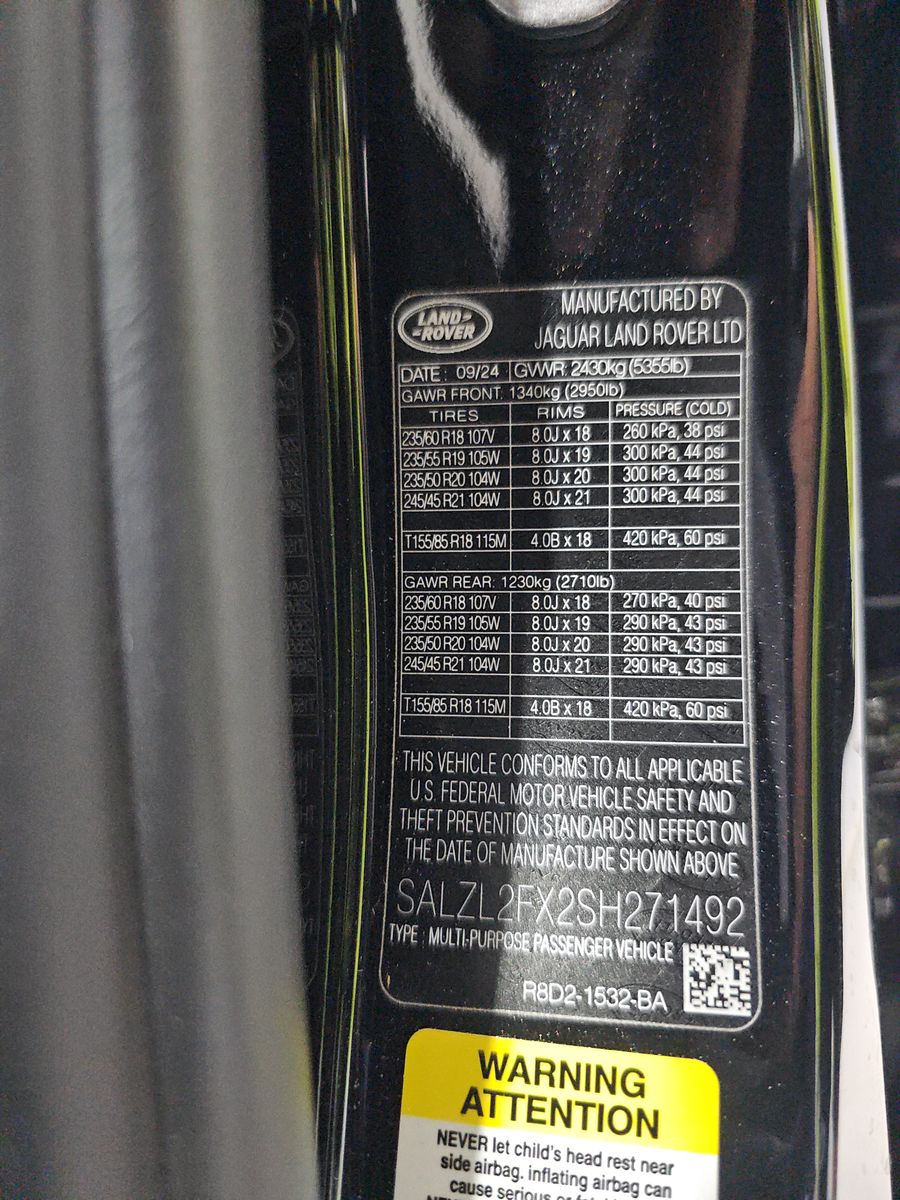 LAND-
-ROVER
MANUFACTURED BY
JAGUAR LAND ROVER LTD
DATE : 09/24 GVWR: 2430kg (5355lb)
GAWR FRONT: 1340kg (2950lb)
TIRES RIMS PRESSURE (COLD)
235/60 R18 107V 8.0J x 18 260 kPa, 38 psi
235/55 R19 105W 8.0J x 19 300 kPa, 44 psi
235/50 R20 104W 8.0J x 20 300 kPa, 44 psi
245/45 R21 104W 8.0J x 21 300 kPa, 44 psi
T155/85 R18 115M 4.0B x 18 420 kPa, 60 psi
GAWR REAR: 1230kg (2710lb)
235/60 R18 107V 8.0J x 18 270 kPa, 40 psi
235/55 R19 105W 8.0J x 19 290 kPa, 43 psi
235/50 R20 104W 8.0J x 20 290 kPa, 43 psi
245/45 R21 104W 8.0J x 21 290 kPa, 43 psi
T155/85 R18 115M 4.0B x 18 420 kPa, 60 psi
THIS VEHICLE CONFORMS TO ALL APPLICABLE
U.S. FEDERAL MOTOR VEHICLE SAFETY AND
THEFT PREVENTION STANDARDS IN EFFECT ON
THE DATE OF MANUFACTURE SHOWN ABOVE
SALZL2FX2SH271492
TYPE : MULTI-PURPOSE PASSENGER VEHICLE
R8D2-1532-BA
WARNING
ATTENTION
NEVER let child's head rest near
side airbag. inflating airbag can
cause serious or